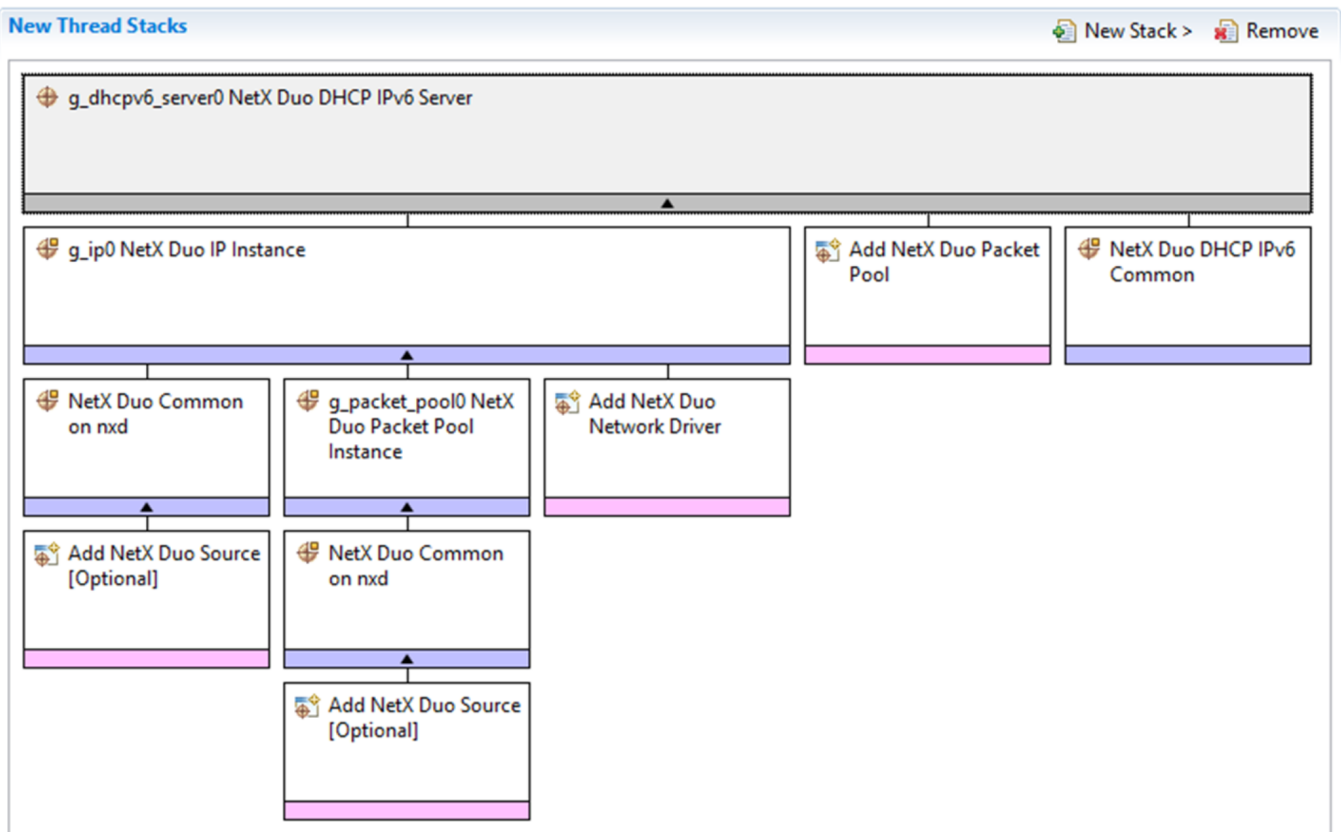 New Thread Stacks
New Stack >
Remove
g_dhcpv6_server0 NetX Duo DHCP IPv6 Server
g_ip0 NetX Duo IP Instance
Add NetX Duo Packet
Pool
NetX Duo DHCP IPv6
Common
NetX Duo Common
on nxd
g_packet_pool0 NetX
Duo Packet Pool
Instance
Add NetX Duo
Network Driver
Add NetX Duo Source
[Optional]
NetX Duo Common
on nxd
Add NetX Duo Source
[Optional]